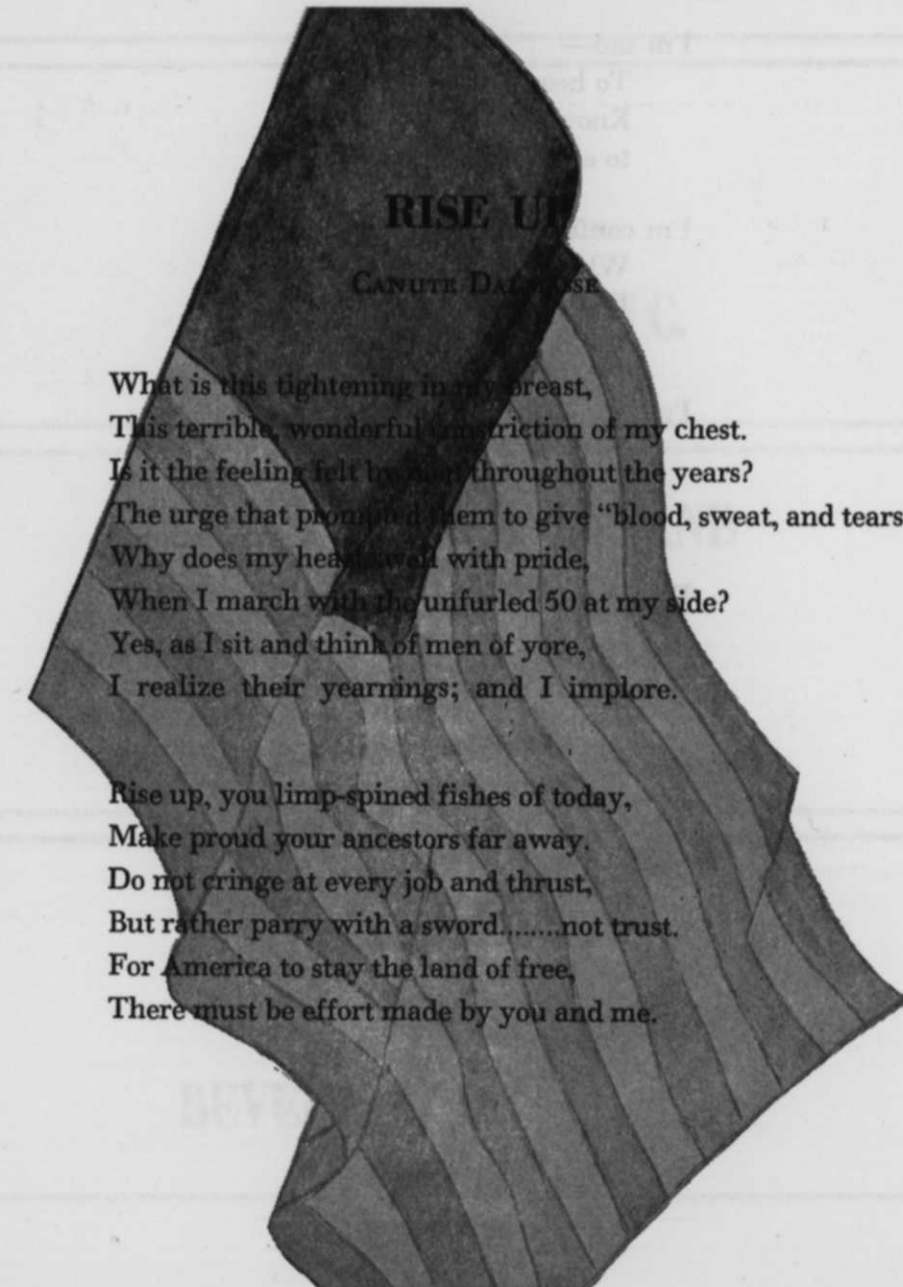 RISE UP
CANUTE
What is this tightening in my breast,
This terrible, wonderful constriction of my chest.
Is it the feeling felt by men throughout the years?
The urge that prompted them to give “blood, sweat, and tears
Why does my heart swell with pride,
When I march with the unfurled 50 at my side?
Yes, as I sit and think of men of yore,
I realize their yearnings; and I implore.
Rise up, you limp-spined fishes of today,
Make proud your ancestors far away.
Do not cringe at every job and thrust,
But rather parry with a sword........not trust.
For America to stay the land of free,
There must be effort made by you and me.